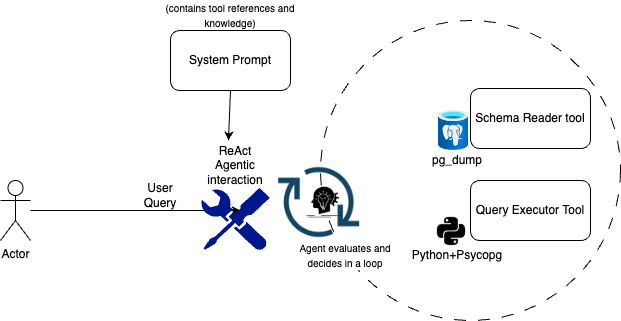 (contains tool references and
knowledge)
System Prompt
ReAct
Agentic
interaction
User
Query
Actor
Agent evaluates and
decides in a loop
Schema Reader tool
pg_dump
Query Executor Tool
Python+Psycopg